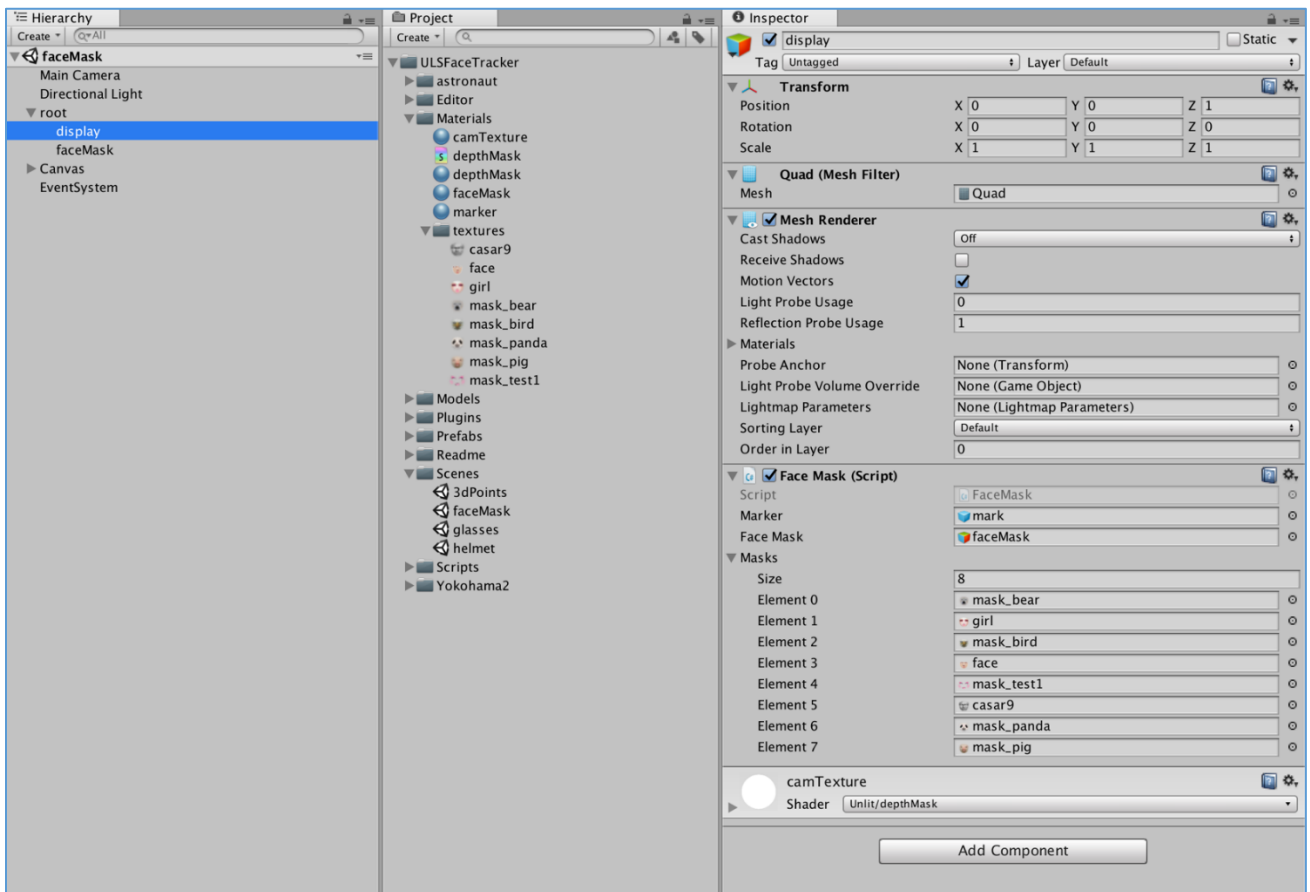 Hierarchy
Create
All
faceMask
Main Camera
Directional Light
root
display
faceMask
Canvas
EventSystem
Project
Create
ULSFaceTracker
astronaut
Editor
Materials
camTexture
depthMask
depthMask
faceMask
marker
textures
casar9
face
girl
mask_bear
mask_bird
mask_panda
mask_pig
mask_test1
Models
Plugins
Prefabs
Readme
Scenes
3dPoints
faceMask
glasses
helmet
Scripts
Yokohama2
Inspector
display Static
Tag Untagged Layer Default
Transform
Position X 0 Y 0 Z 1
Rotation X 0 Y 0 Z 0
Scale X 1 Y 1 Z 1
Quad (Mesh Filter)
Mesh Quad
Mesh Renderer
Cast Shadows Off
Receive Shadows
Motion Vectors
Light Probe Usage 0
Reflection Probe Usage 1
Materials
Probe Anchor None (Transform)
Light Probe Volume Override None (Game Object)
Lightmap Parameters None (Lightmap Parameters)
Sorting Layer Default
Order in Layer 0
Face Mask (Script)
Script FaceMask
Marker mark
Face Mask faceMask
Masks
Size 8
Element 0 mask_bear
Element 1 girl
Element 2 mask_bird
Element 3 face
Element 4 mask_test1
Element 5 casar9
Element 6 mask_panda
Element 7 mask_pig
camTexture
Shader Unlit/depthMask
Add Component